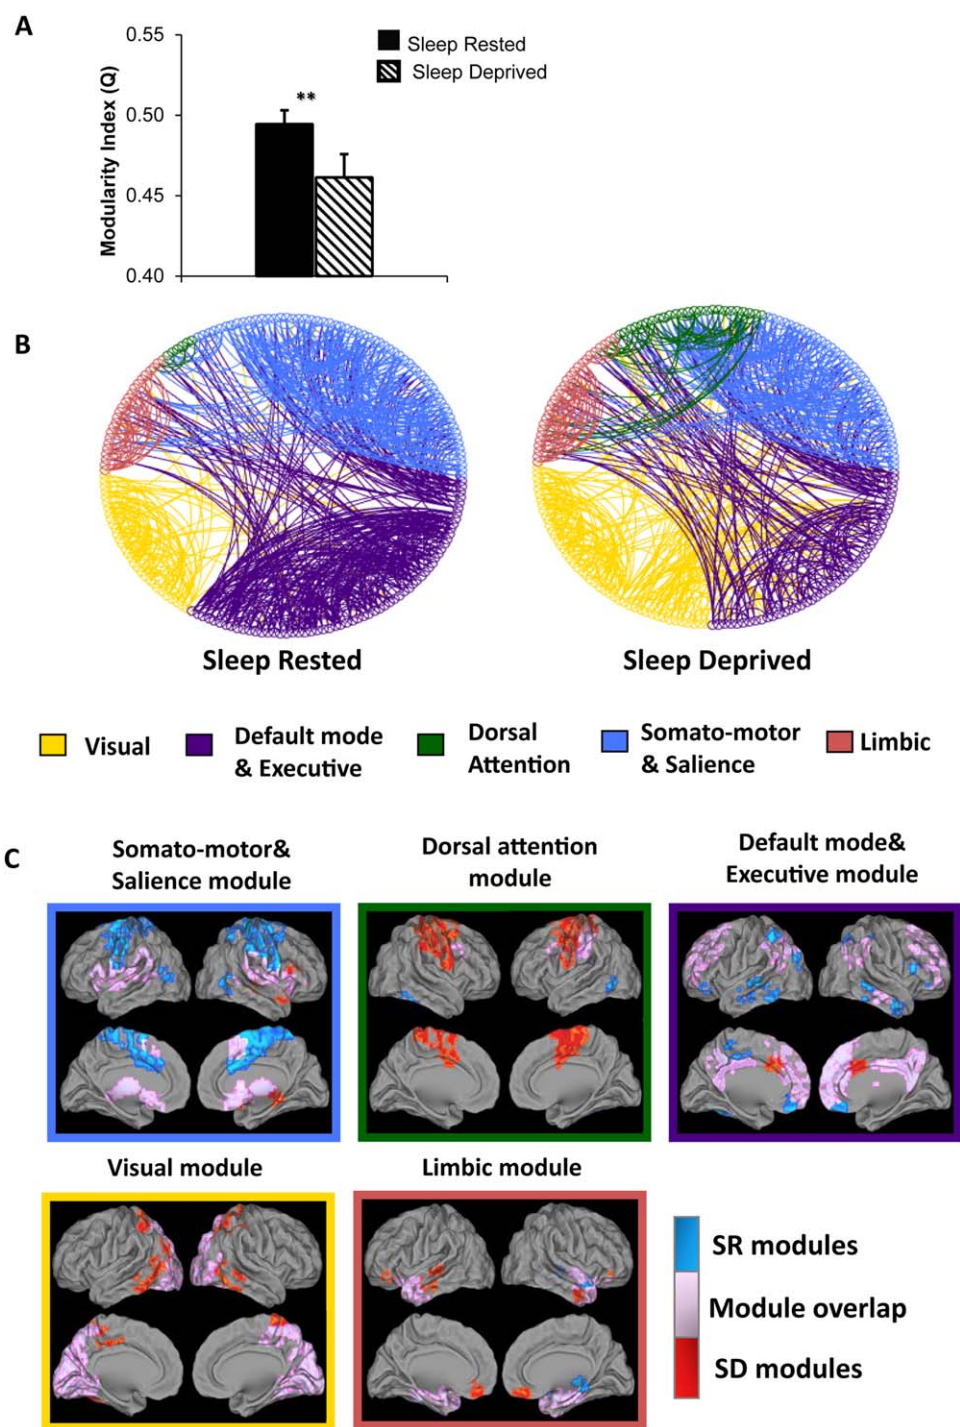 A
0.55
0.50
0.45
0.40
Modularity Index (Q)
**
Sleep Rested
Sleep Deprived
B
Sleep Rested
Sleep Deprived
Visual
Default mode
& Executive
Dorsal
Attention
Somato-motor
& Salience
Limbic
C
Somato-motor&
Salience module
Dorsal attention
module
Default mode&
Executive module
Visual module
Limbic module
SR modules
Module overlap
SD modules